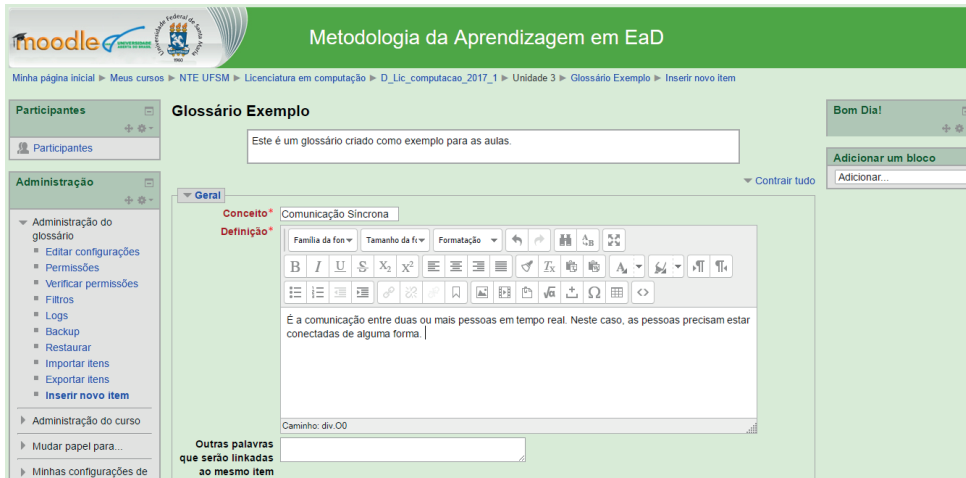 moodle
Universidade Federal de Santa Maria
1960
Metodologia da Aprendizagem em EaD
Minha página inicial ► Meus cursos ► NTE UFSM ► Licenciatura em computação ► D_Lic_computacao_2017_1 ► Unidade 3 ► Glossário Exemplo ► Inserir novo item
Participantes
Participantes
Administração
Administração do
glossário
Editar configurações
Permissões
Verificar permissões
Filtros
Logs
Backup
Restaurar
Importar itens
Exportar itens
Inserir novo item
Administração do curso
Mudar papel para...
Minhas configurações de
Glossário Exemplo
Este é um glossário criado como exemplo para as aulas.
Contrair tudo
Geral
Conceito* Comunicação Síncrona
Definição*
Família da fon Tamanho da fo Formatação
É a comunicação entre duas ou mais pessoas em tempo real. Neste caso, as pessoas precisam estar
conectadas de alguma forma.
Caminho: div.O0
Outras palavras
que serão linkadas
ao mesmo item
Bom Dia!
Adicionar um bloco
Adicionar...